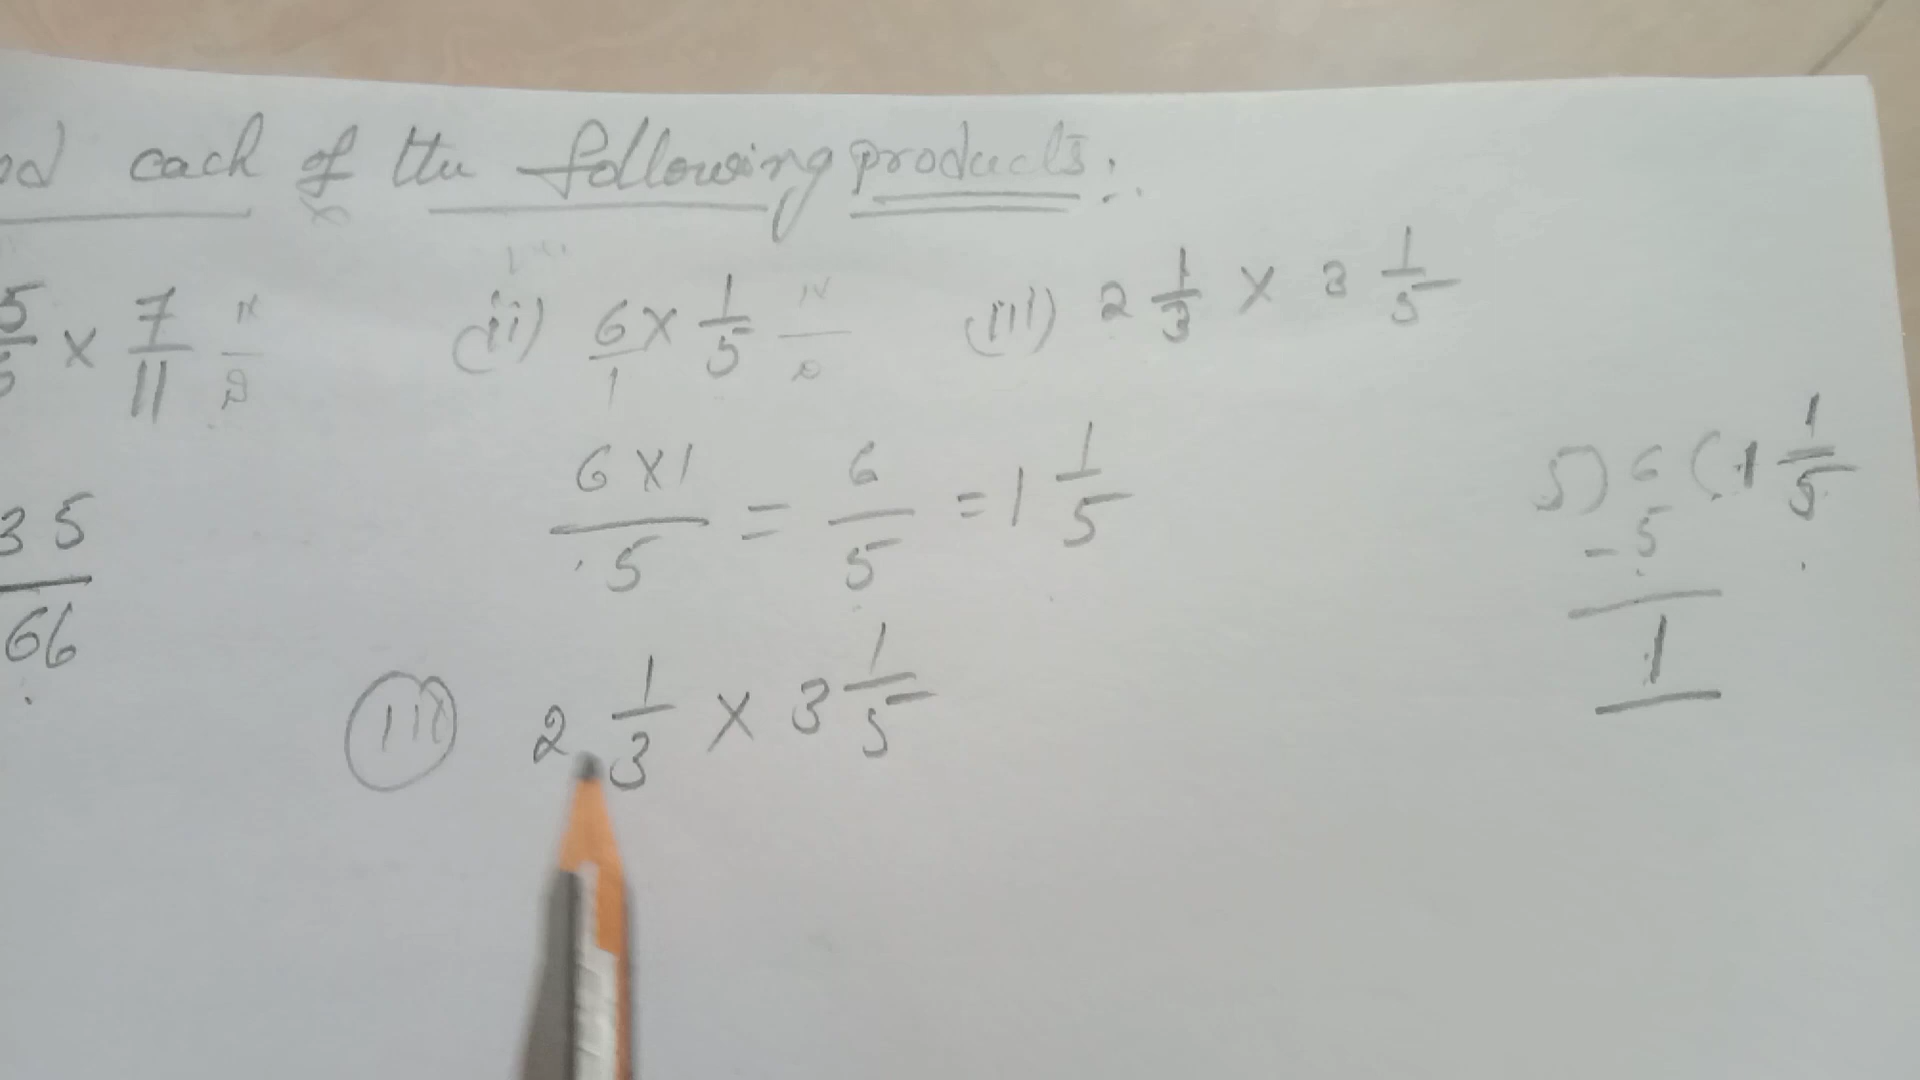 each of the following products:
5/6 × 7/11 N/D (ii) 6/1 × 1/5 N/D (iii) 2 1/3 × 3 1/5
6×1/5 = 6/5 = 1 1/5
5) 6 (1 1/5
- 5
1
35/66
(iii) 2 1/3 × 3 1/5